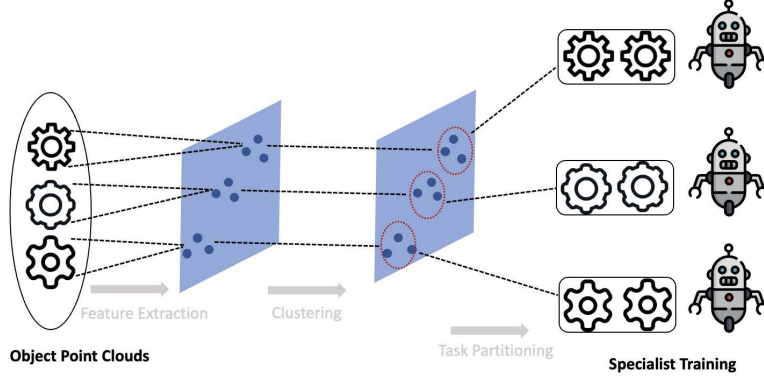 Feature Extraction
Clustering
Task Partitioning
Object Point Clouds
Specialist Training